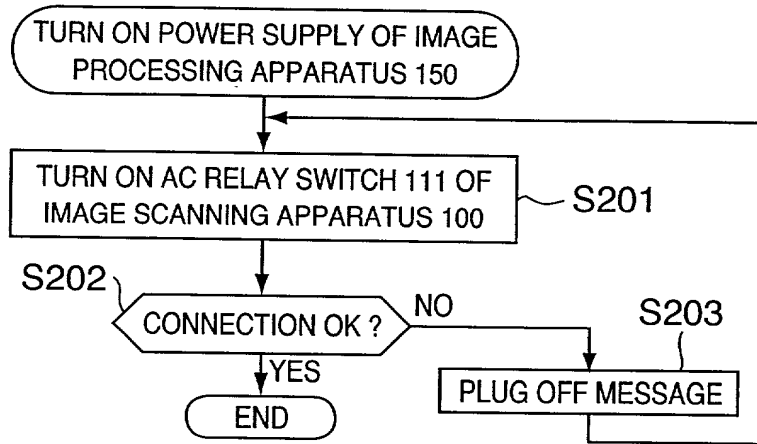 TURN ON POWER SUPPLY OF IMAGE
PROCESSING APPARATUS 150
TURN ON AC RELAY SWITCH 111 OF
IMAGE SCANNING APPARATUS 100
S201
S202
CONNECTION OK ?
NO
S203
YES
PLUG OFF MESSAGE
END